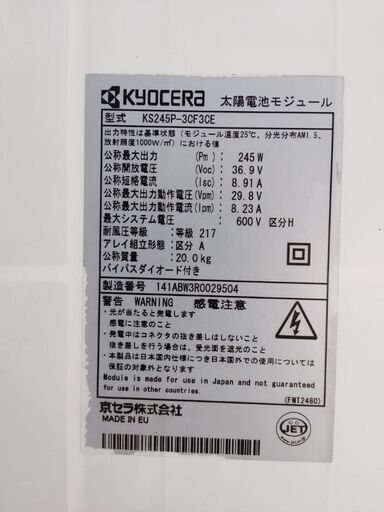 KYOCERA 太陽電池モジュール
型式 KS245P-3CF3CE
出力特性は基準状態(モジュール温度25℃、分光分布AM1.5、
放射照度1000W/㎡)における値
公称最大出力 (Pm) : 245W
公称開放電圧 (Voc) : 36.9V
公称短絡電流 (Isc) : 8.91A
公称最大出力動作電圧 (Vpm) : 29.8V
公称最大出力動作電流 (Ipm) : 8.23A
最大システム電圧 : 600V 区分H
耐風圧等級 : 等級 217
アレイ組立形態 : 区分 A
公称質量 : 20.0kg
バイパスダイオード付き
製造番号 141ABW3R0029504
警告 WARNING 感電注意
・光が当たると発電します
感電に注意のこと
・発電中はコネクタの抜き差しはしないこと
抜き差しする場合は、受光面を遮光のこと
・本製品は日本国内仕様にて日本国内以外での使用については
保証の対象外となります。
Module is made for use in Japan and not guaranteed
for use in other countries.
(FMT2460)
京セラ株式会社
MADE IN EU
JET